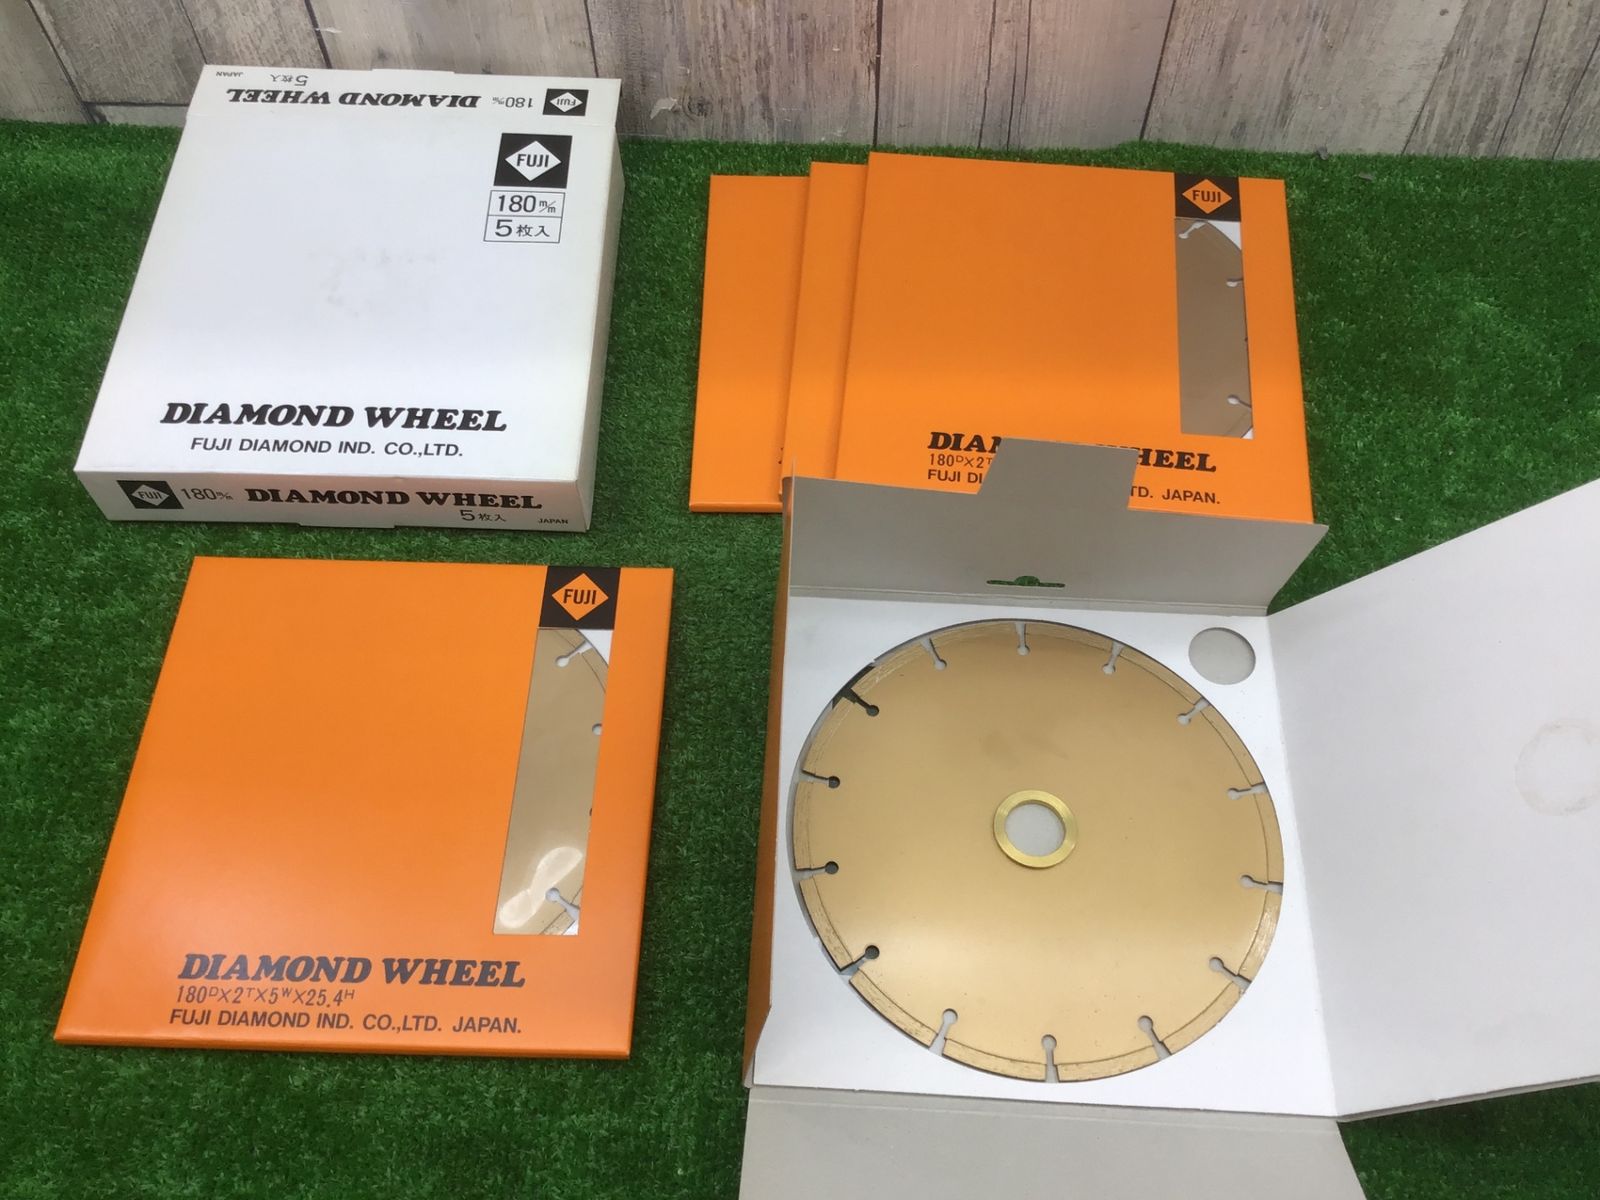 FUJI
180m/m
DIAMOND WHEEL
5枚入
JAPAN
FUJI
180m/m
5枚入
DIAMOND WHEEL
FUJI DIAMOND IND. CO.,LTD.
FUJI
180m/m
DIAMOND WHEEL
5枚入
JAPAN
FUJI
DIA WHEEL
180D×2T
FUJI DI TD. JAPAN.
FUJI
DIAMOND WHEEL
180D×2T×5W×25.4H
FUJI DIAMOND IND. CO.,LTD. JAPAN.